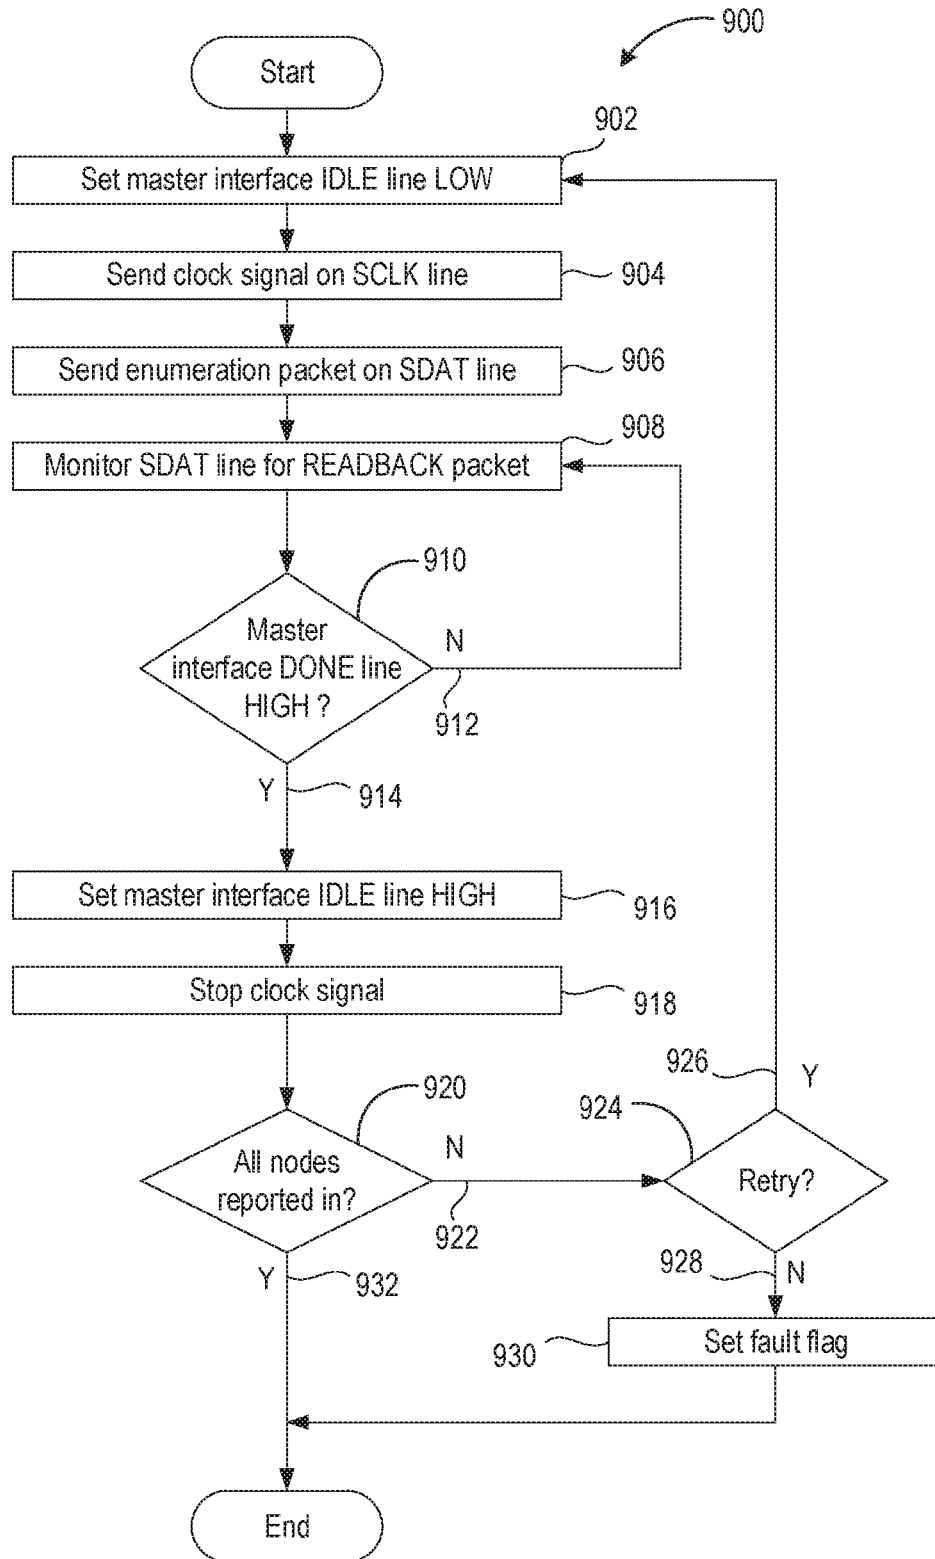 900
Start
902
Set master interface IDLE line LOW
Send clock signal on SCLK line
904
Send enumeration packet on SDAT line
906
908
Monitor SDAT line for READBACK packet
910
Master
interface DONE line
HIGH ?
N
912
Y
914
Set master interface IDLE line HIGH
916
Stop clock signal
918
920
All nodes
reported in?
N
922
924
926
Y
Retry?
Y
932
928
N
930
Set fault flag
End